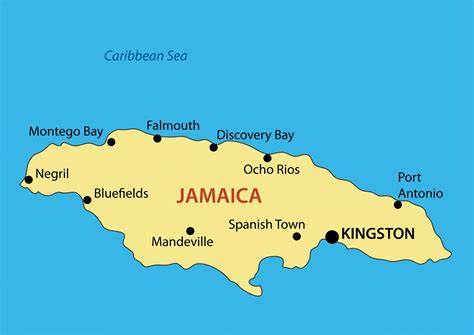 Caribbean Sea
Montego Bay
Falmouth
Discovery Bay
Ocho Rios
Negril
Bluefields
JAMAICA
Port
Antonio
Spanish Town
Mandeville
KINGSTON